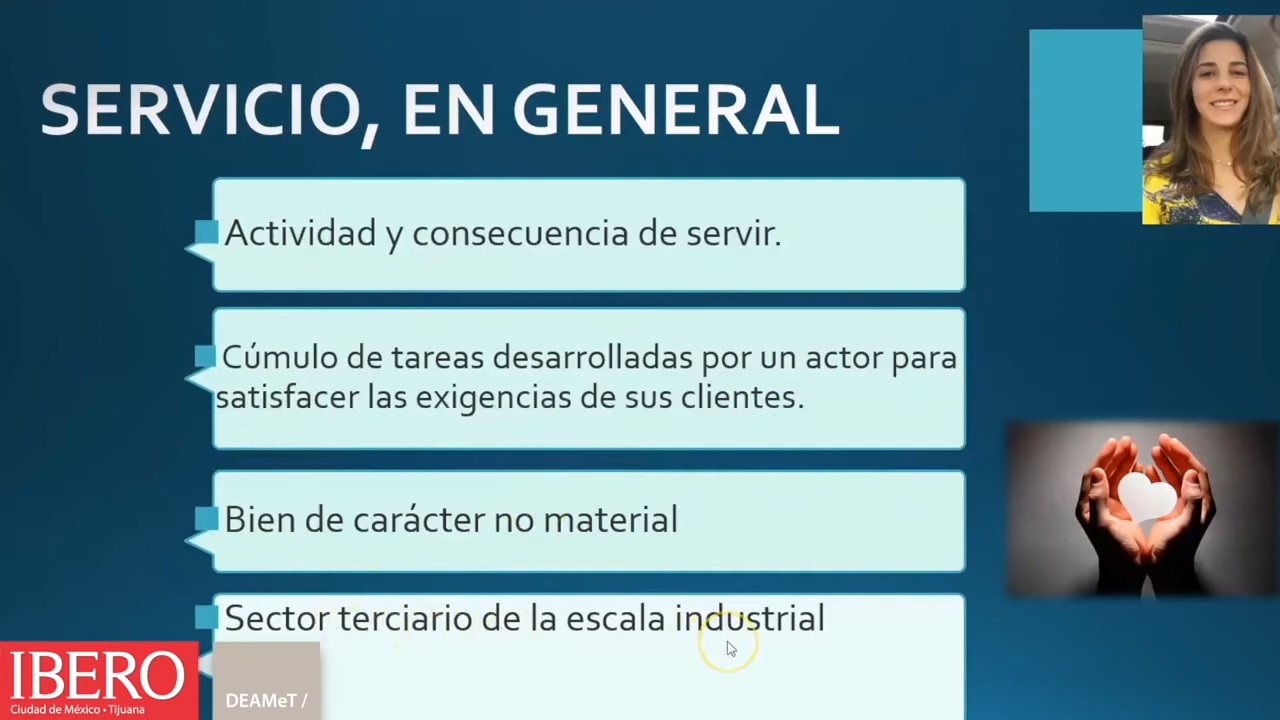 SERVICIO, EN GENERAL
Actividad y consecuencia de servir.
Cúmulo de tareas desarrolladas por un actor para
satisfacer las exigencias de sus clientes.
Bien de carácter no material
Sector terciario de la escala industrial
IBERO
Ciudad de México • Tijuana
DEAMeT /